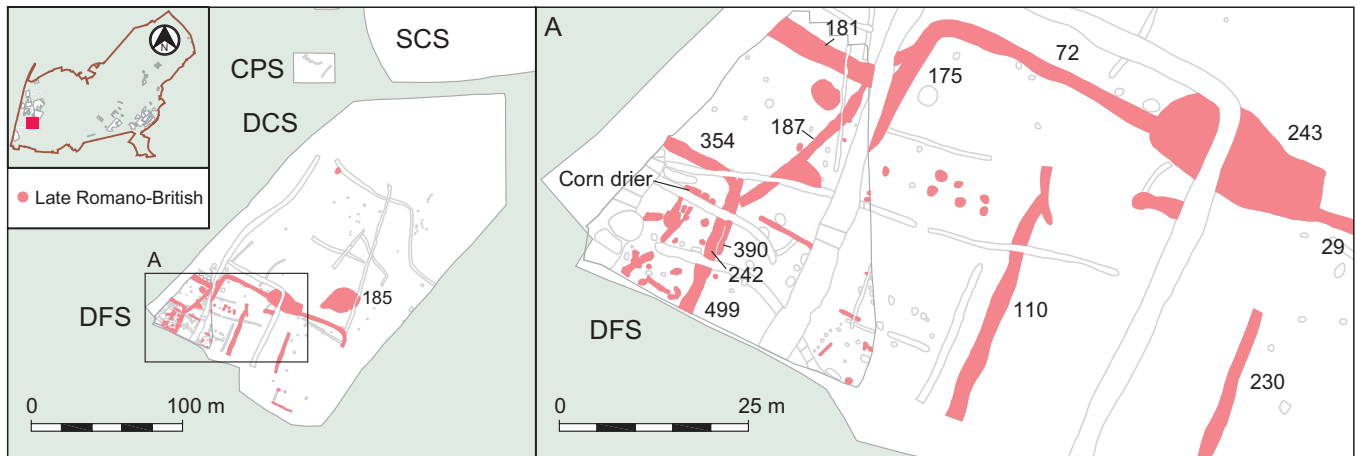 N
Late Romano-British
SCS
CPS
DCS
A
185
DFS
0
100 m
A
181
72
175
243
187
354
Corn drier
29
390
242
110
499
DFS
230
0
25 m